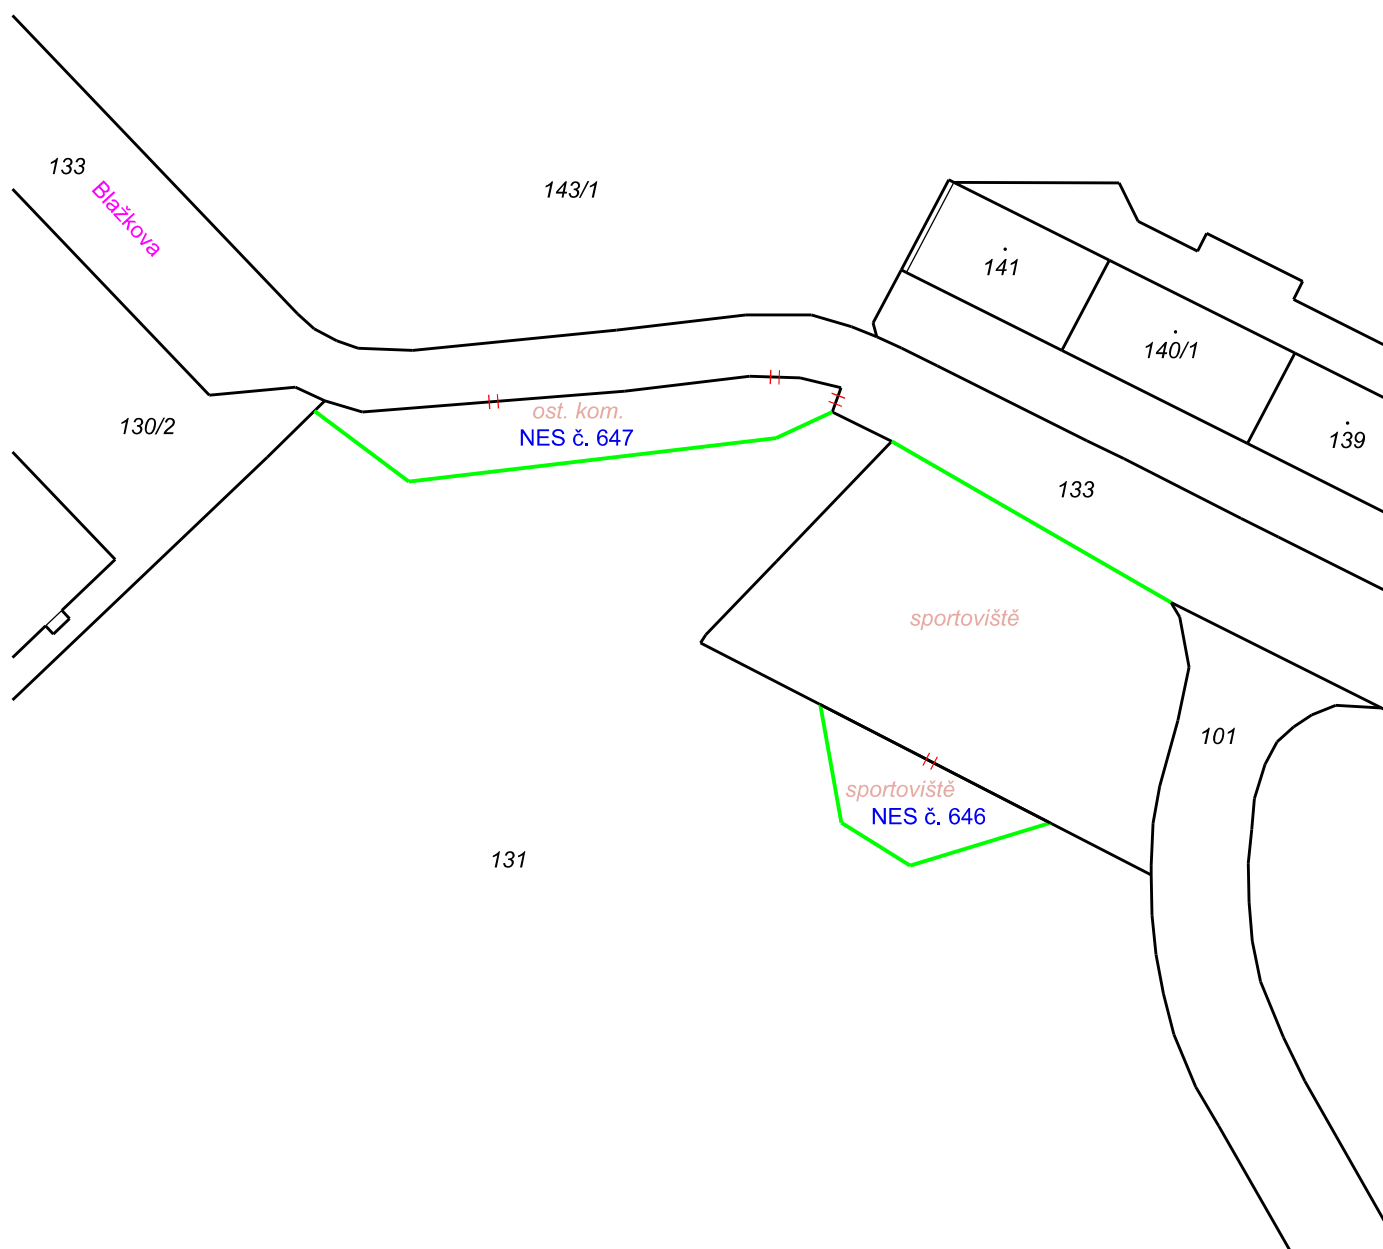 133
Blažkova
143/1
141
140/1
139
130/2
ost. kom.
NES č. 647
133
sportoviště
101
sportoviště
NES č. 646
131